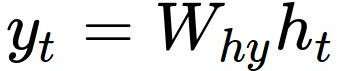 y_t = W_{hy} h_t